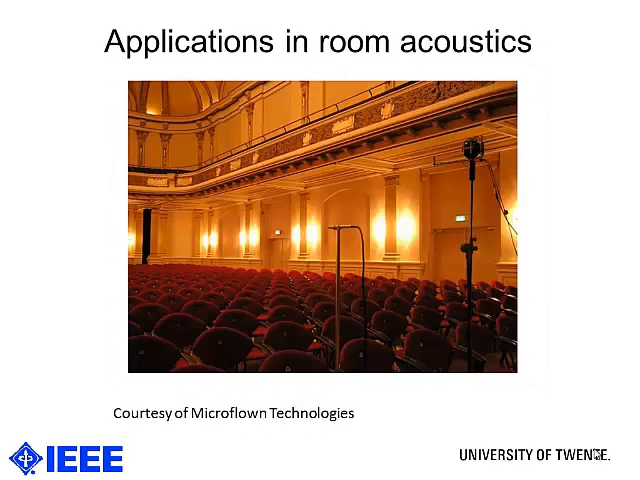 Applications in room acoustics
Courtesy of Microflown Technologies
IEEE
UNIVERSITY OF TWENTE.